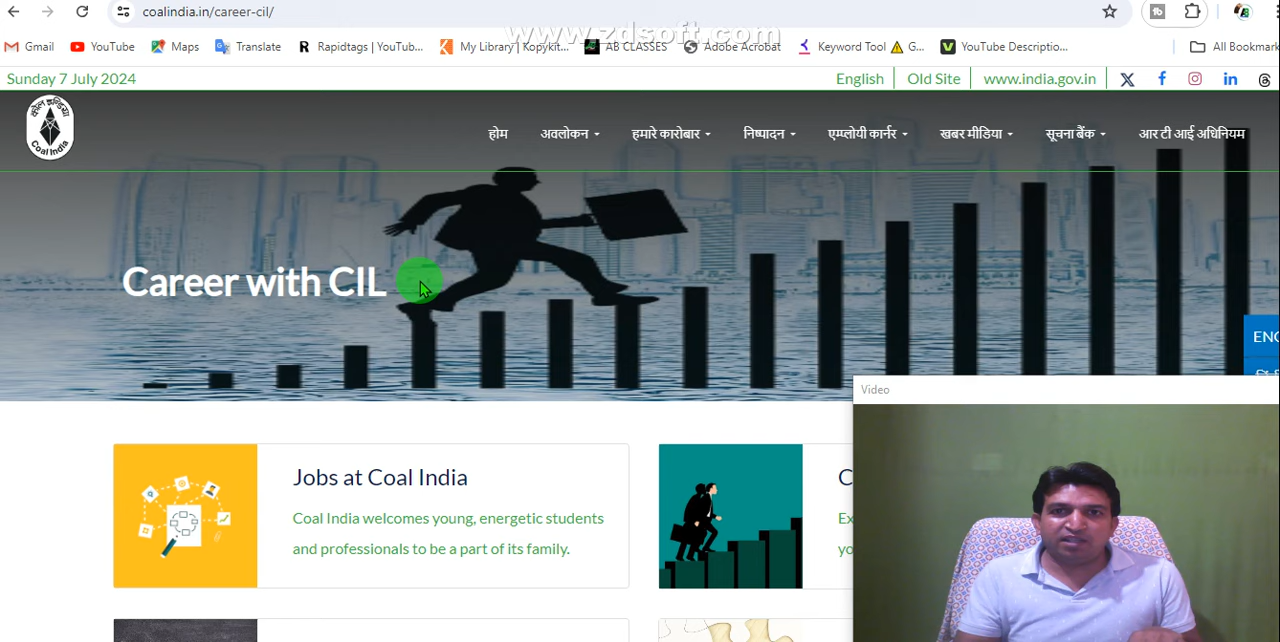 coalindia.in/career-cil/
www.zdsoft.com
Gmail YouTube Maps Translate R Rapidtags | YouTub... My Library | Kopykit... AB CLASSES Adobe Acrobat Keyword Tool G... YouTube Descriptio... All Bookmark
Sunday 7 July 2024 English Old Site www.india.gov.in
कोल इण्डिया
Coal India
होम अवलोकन हमारे कारोबार निष्पादन एम्प्लोयी कार्नर खबर मीडिया सूचना बैंक आर टी आई अधिनियम
Career with CIL
Video
Jobs at Coal India
Coal India welcomes young, energetic students
and professionals to be a part of its family.